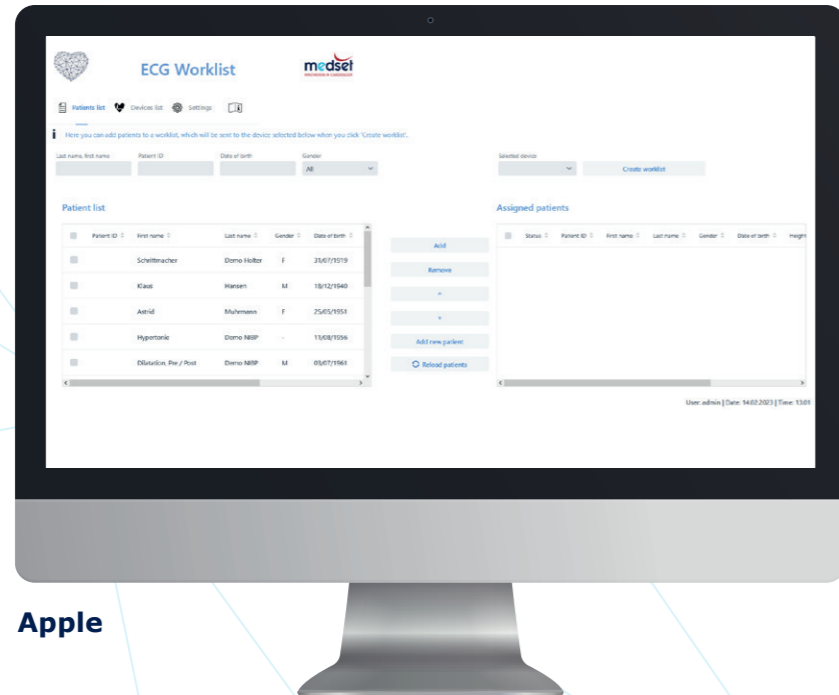 ECG Worklist
medset
Patients list Devices list Settings
Here you can add patients to a worklist, which will be sent to the device selected below when you click 'Create worklist'.
Last name, first name Patient ID Date of birth Gender Selected device
All Create worklist
Patient list Assigned patients
Patient ID First name Last name Gender Date of birth
Status Patient ID First name Last name Gender Date of birth Height
Schrittmacher Demo Holter F 31/07/1919
Klaus Hansen M 18/12/1940
Astrid Muhrmann F 25/05/1951
Hypertonie Demo NIBP - 11/08/1956
Dilatation, Pre / Post Demo NIBP M 03/07/1961
Add
Remove
Add new patient
Reload patients
User: admin | Date: 14.02.2023 | Time: 13:01
Apple